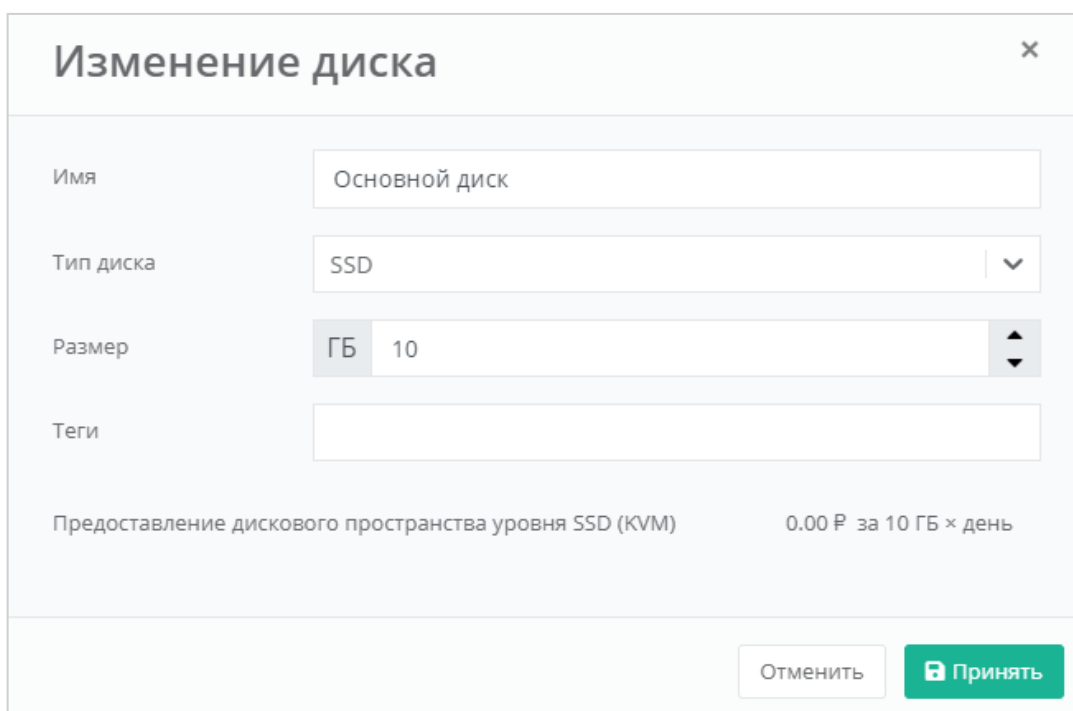 Изменение диска
×
Имя Основной диск
Тип диска SSD
Размер ГБ 10
Теги
Предоставление дискового пространства уровня SSD (KVM) 0.00 ₽ за 10 ГБ × день
Отменить Принять